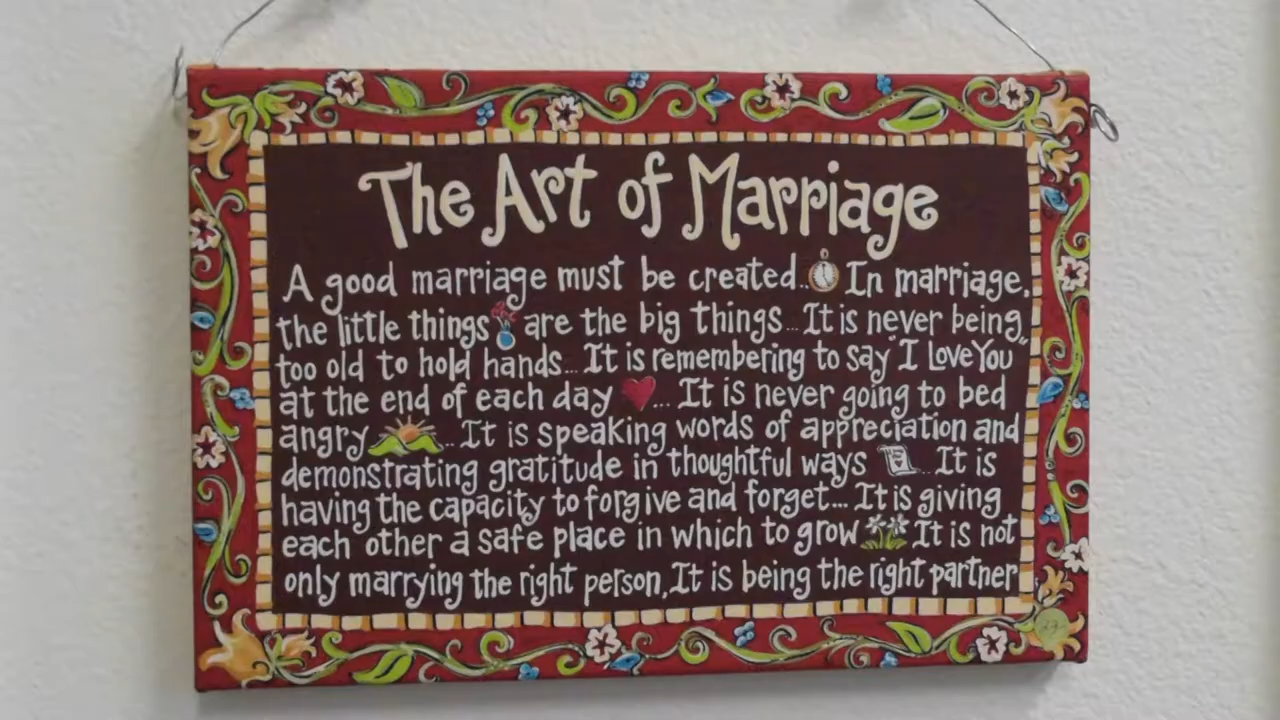 The Art of Marriage
A good marriage must be created... In marriage,
the little things are the big things... It is never being
too old to hold hands... It is remembering to say "I Love You"
at the end of each day ... It is never going to bed
angry ... It is speaking words of appreciation and
demonstrating gratitude in thoughtful ways ... It is
having the capacity to forgive and forget... It is giving
each other a safe place in which to grow It is not
only marrying the right person, It is being the right partner